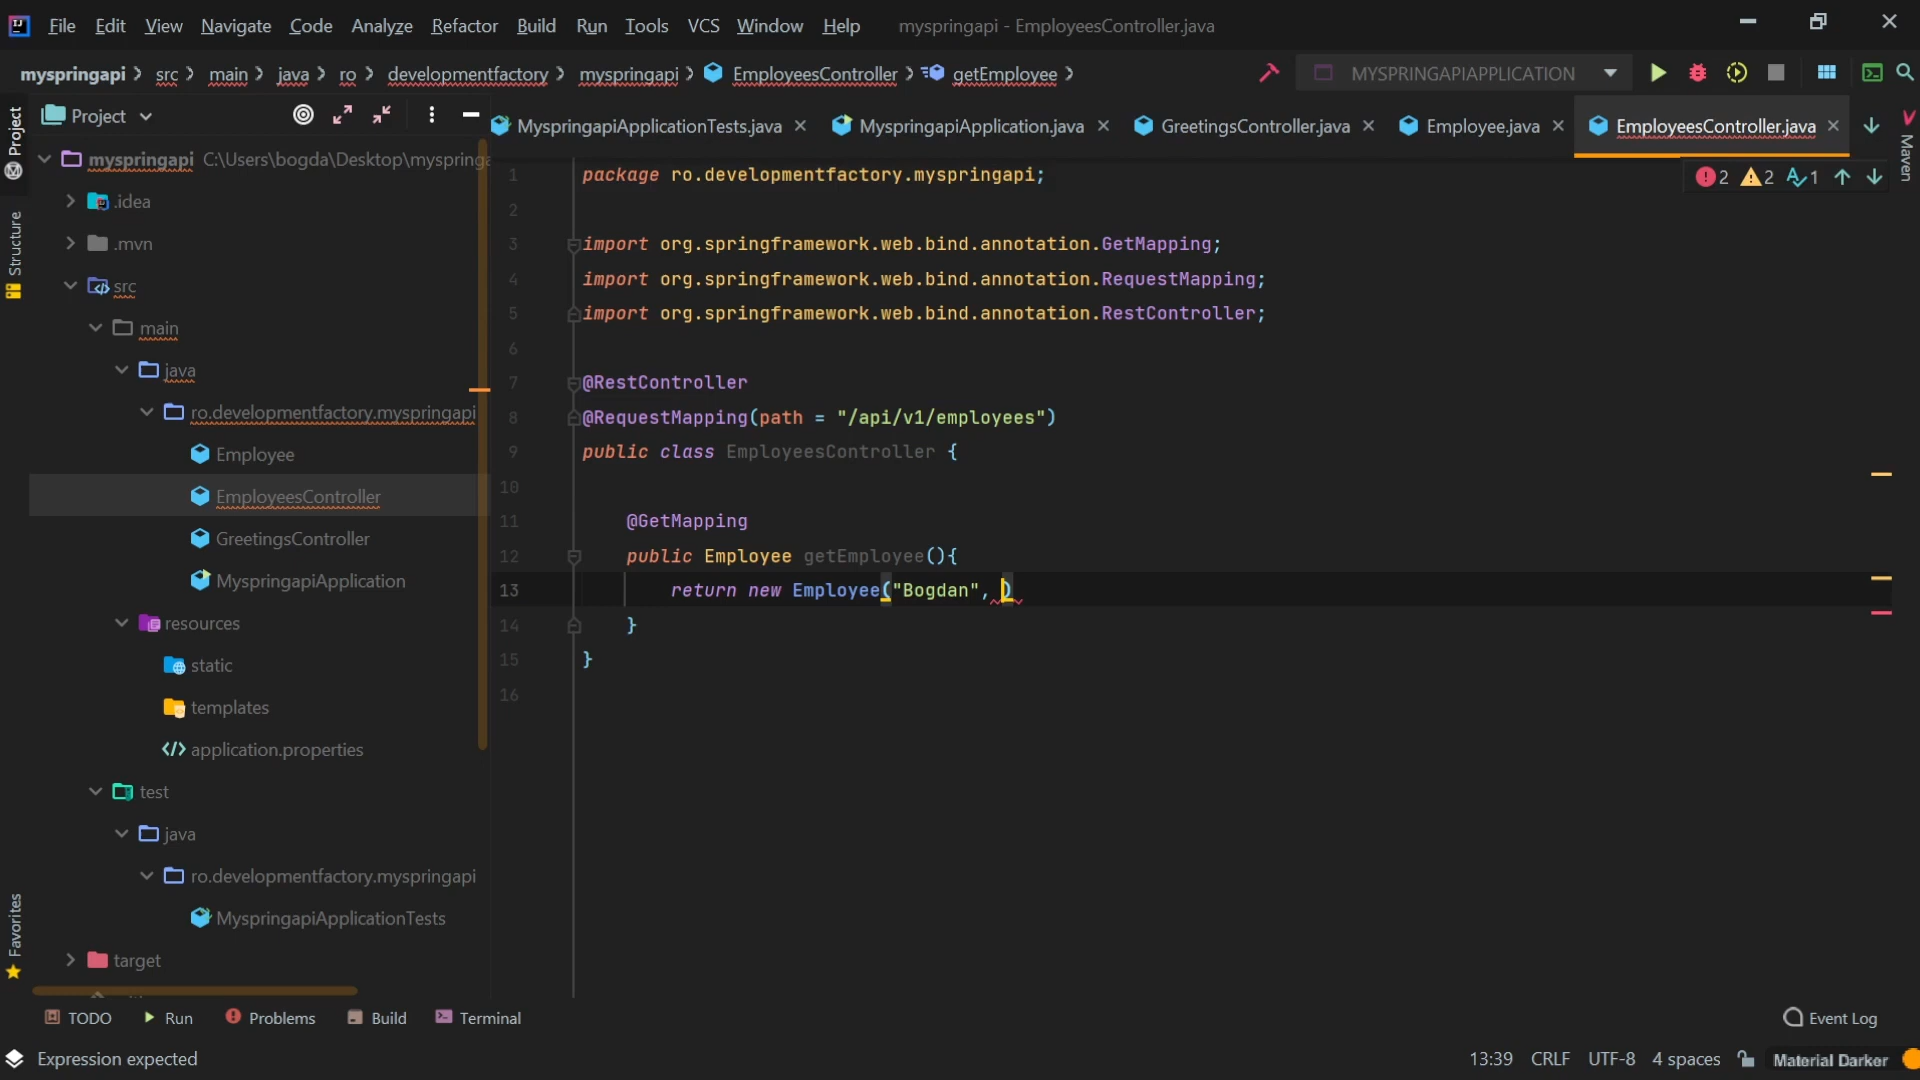 File Edit View Navigate Code Analyze Refactor Build Run Tools VCS Window Help myspringapi - EmployeesController.java
myspringapi src main java ro developmentfactory myspringapi EmployeesController getEmployee MYSPRINGAPIAPPLICATION
Project
MyspringapiApplicationTests.java MyspringapiApplication.java GreetingsController.java Employee.java EmployeesController.java
Project
Structure
Favorites
Maven
myspringapi C:\Users\bogda\Desktop\myspringa
.idea
.mvn
src
main
java
ro.developmentfactory.myspringapi
Employee
EmployeesController
GreetingsController
MyspringapiApplication
resources
static
templates
application.properties
test
java
ro.developmentfactory.myspringapi
MyspringapiApplicationTests
target
2 2 1
1 package ro.developmentfactory.myspringapi;
2
3 import org.springframework.web.bind.annotation.GetMapping;
4 import org.springframework.web.bind.annotation.RequestMapping;
5 import org.springframework.web.bind.annotation.RestController;
6
7 @RestController
8 @RequestMapping(path = "/api/v1/employees")
9 public class EmployeesController {
10
11 @GetMapping
12 public Employee getEmployee(){
13 return new Employee("Bogdan", )
14 }
15 }
16
TODO Run Problems Build Terminal Event Log
Expression expected 13:39 CRLF UTF-8 4 spaces Material Darker